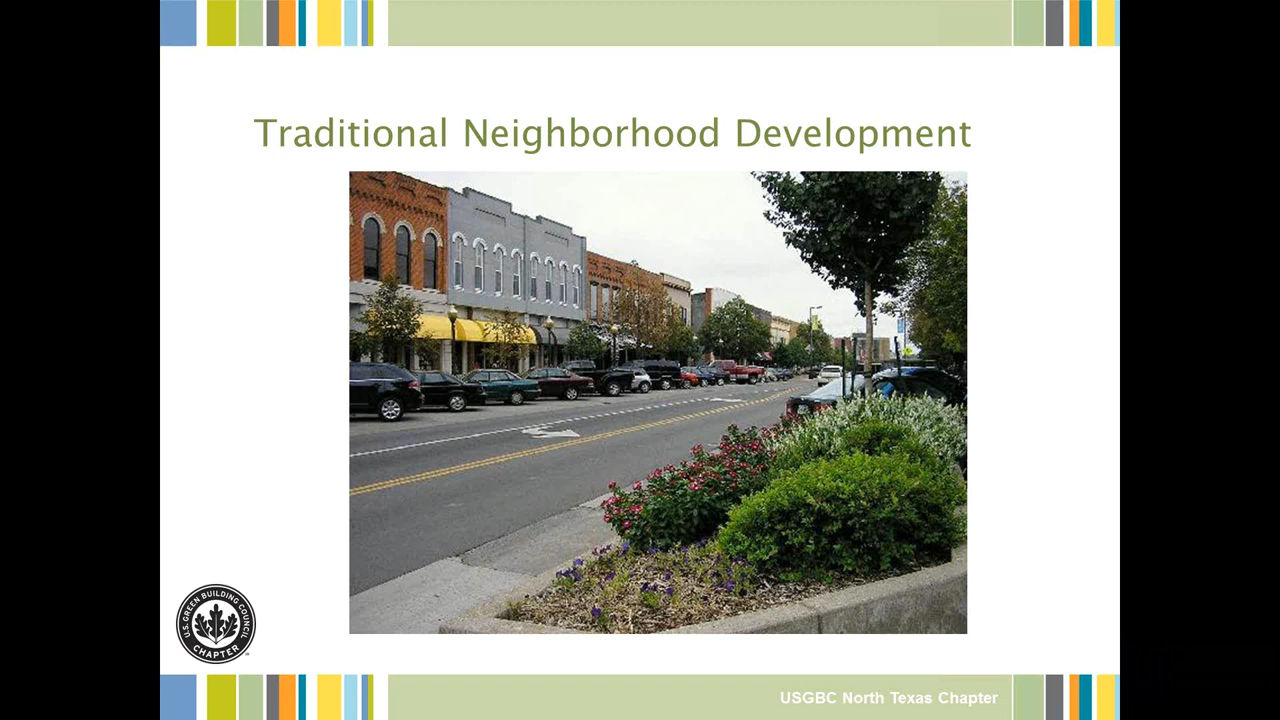 Traditional Neighborhood Development
U.S. GREEN BUILDING COUNCIL
CHAPTER
USGBC North Texas Chapter